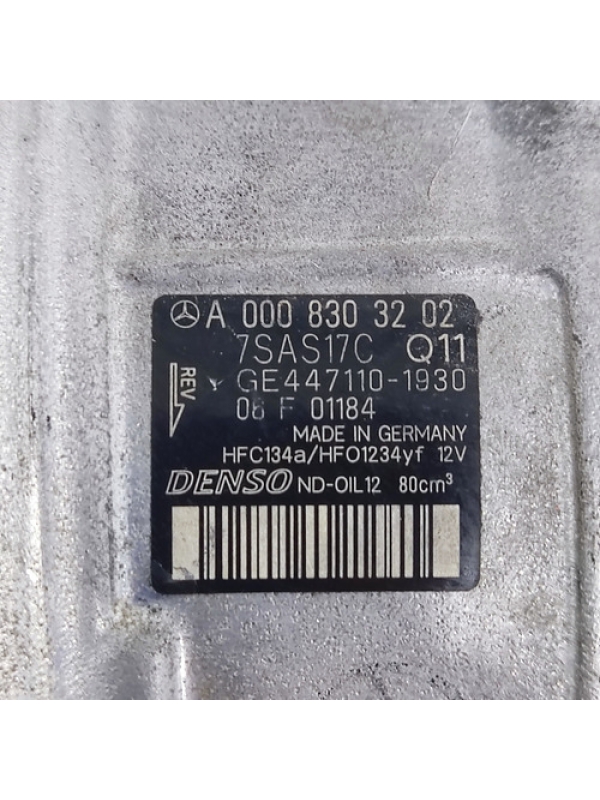 A 000 830 32 02
7SAS17C Q11
REV
GE447110-1930
08 F 01184
MADE IN GERMANY
HFC134a/HFO1234yf 12V
DENSO ND-OIL12 80cm³